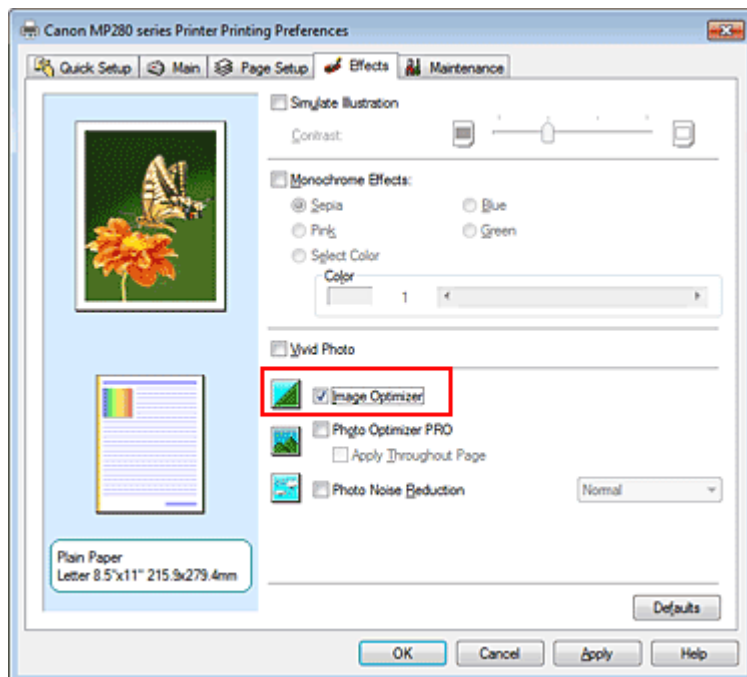 Canon MP280 series Printer Printing Preferences
Quick Setup Main Page Setup Effects Maintenance
Simulate Illustration
Contrast:
Monochrome Effects:
Sepia Blue
Pink Green
Select Color
Color
1
Vivid Photo
Image Optimizer
Photo Optimizer PRO
Apply Throughout Page
Photo Noise Reduction Normal
Plain Paper
Letter 8.5"x11" 215.9x279.4mm
Defaults
OK Cancel Apply Help